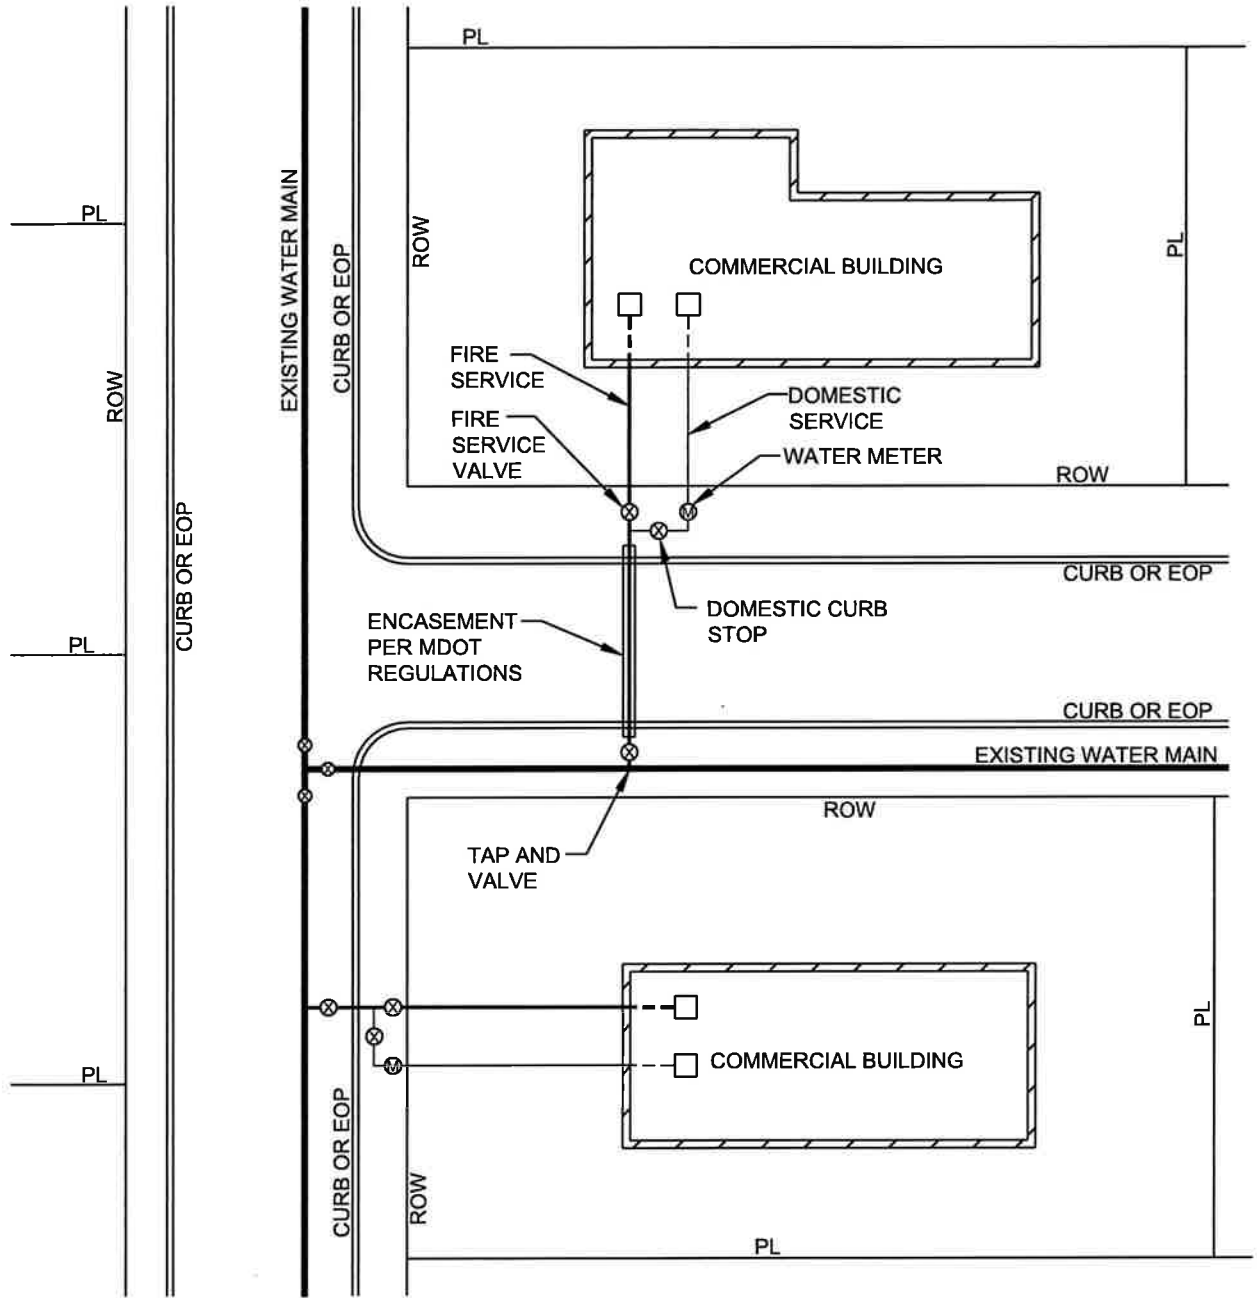 PL
PL
EXISTING WATER MAIN
ROW
CURB OR EOP
PL
COMMERCIAL BUILDING
FIRE
SERVICE
ROW
DOMESTIC
SERVICE
FIRE
SERVICE
VALVE
WATER METER
ROW
X
M
X
CURB OR EOP
CURB OR EOP
DOMESTIC CURB
STOP
ENCASEMENT
PER MDOT
REGULATIONS
PL
CURB OR EOP
X
EXISTING WATER MAIN
X
X
X
ROW
TAP AND
VALVE
X
X
X
M
PL
COMMERCIAL BUILDING
PL
CURB OR EOP
ROW
PL